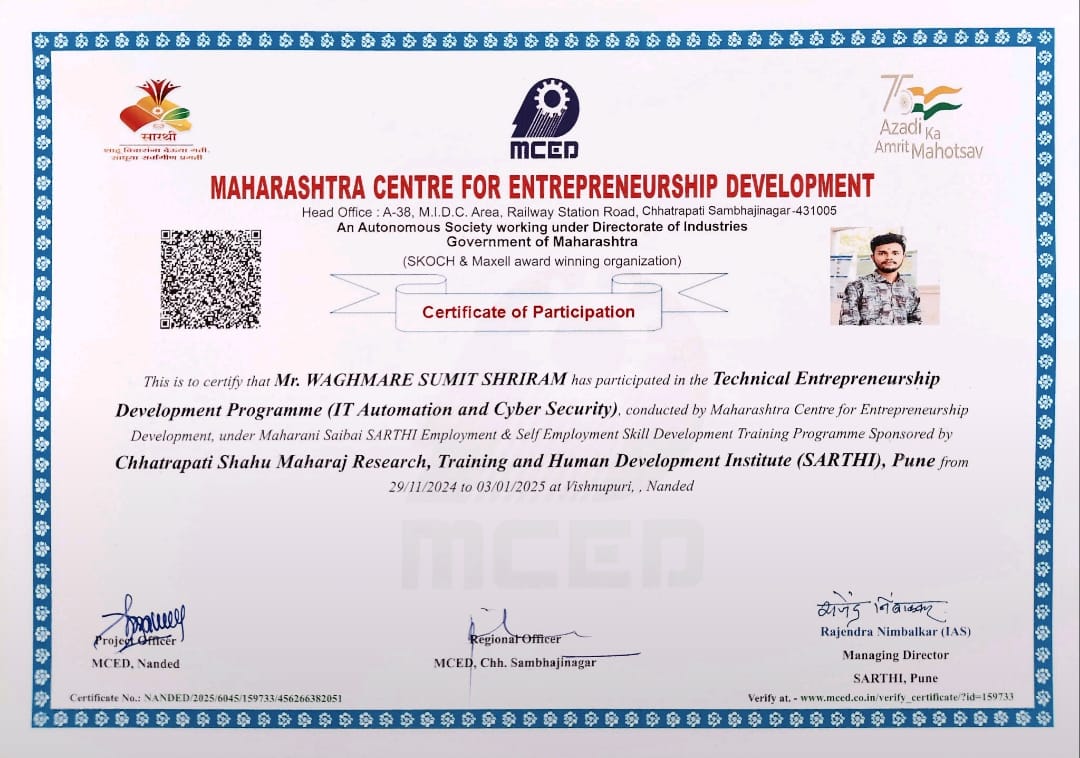 सारथी
शाहू विचारांना देऊया गती,
साधूया सर्वांगीण प्रगती
MCED
75
Azadi Ka
Amrit Mahotsav
MAHARASHTRA CENTRE FOR ENTREPRENEURSHIP DEVELOPMENT
Head Office : A-38, M.I.D.C. Area, Railway Station Road, Chhatrapati Sambhajinagar-431005
An Autonomous Society working under Directorate of Industries
Government of Maharashtra
(SKOCH & Maxell award winning organization)
Certificate of Participation
This is to certify that Mr. WAGHMARE SUMIT SHRIRAM has participated in the Technical Entrepreneurship
Development Programme (IT Automation and Cyber Security), conducted by Maharashtra Centre for Entrepreneurship
Development, under Maharani Saibai SARTHI Employment & Self Employment Skill Development Training Programme Sponsored by
Chhatrapati Shahu Maharaj Research, Training and Human Development Institute (SARTHI), Pune from
29/11/2024 to 03/01/2025 at Vishnupuri, , Nanded
MCED
Project Officer
MCED, Nanded
Regional Officer
MCED, Chh. Sambhajinagar
राजेंद्र निंबाळकर
Rajendra Nimbalkar (IAS)
Managing Director
SARTHI, Pune
Certificate No.: NANDED/2025/6045/159733/456266382051
Verify at. - www.mced.co.in/verify_certificate/?id=159733